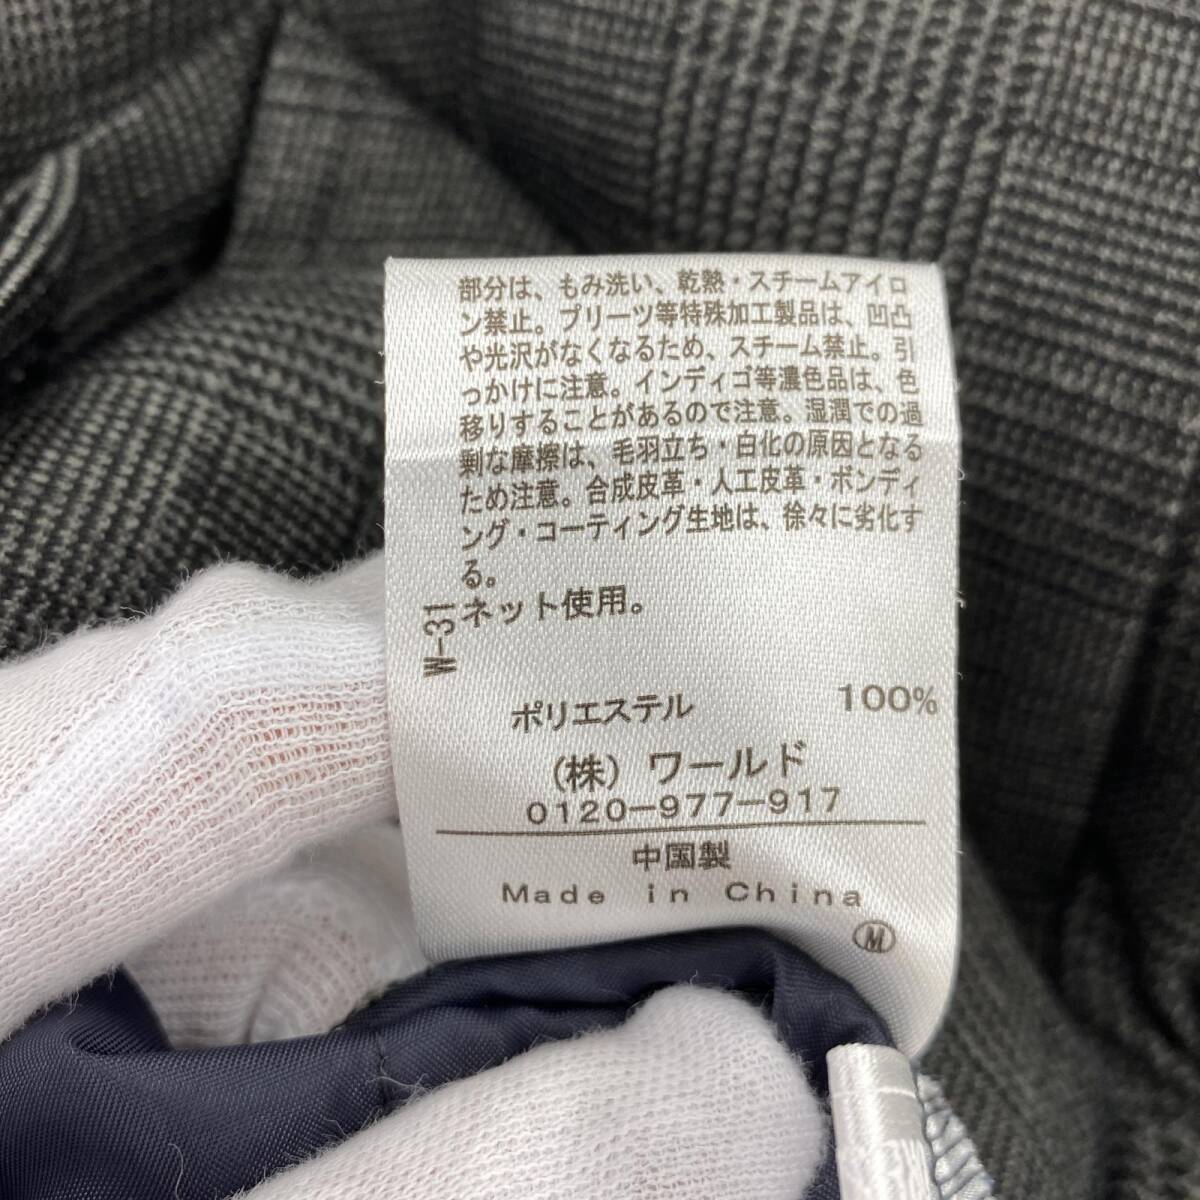 部分は、もみ洗い、乾熱・スチームアイロ
ン禁止。プリーツ等特殊加工製品は、凹凸
や光沢がなくなるため、スチーム禁止。引
っかけに注意。インディゴ等濃色品は、色
移りすることがあるので注意。湿潤での過
剰な摩擦は、毛羽立ち・白化の原因となる
ため注意。合成皮革・人工皮革・ボンディ
ング・コーティング生地は、徐々に劣化す
る。
ネット使用。
W-31
ポリエステル 100%
(株) ワールド
0120-977-917
中国製
Made in China
M